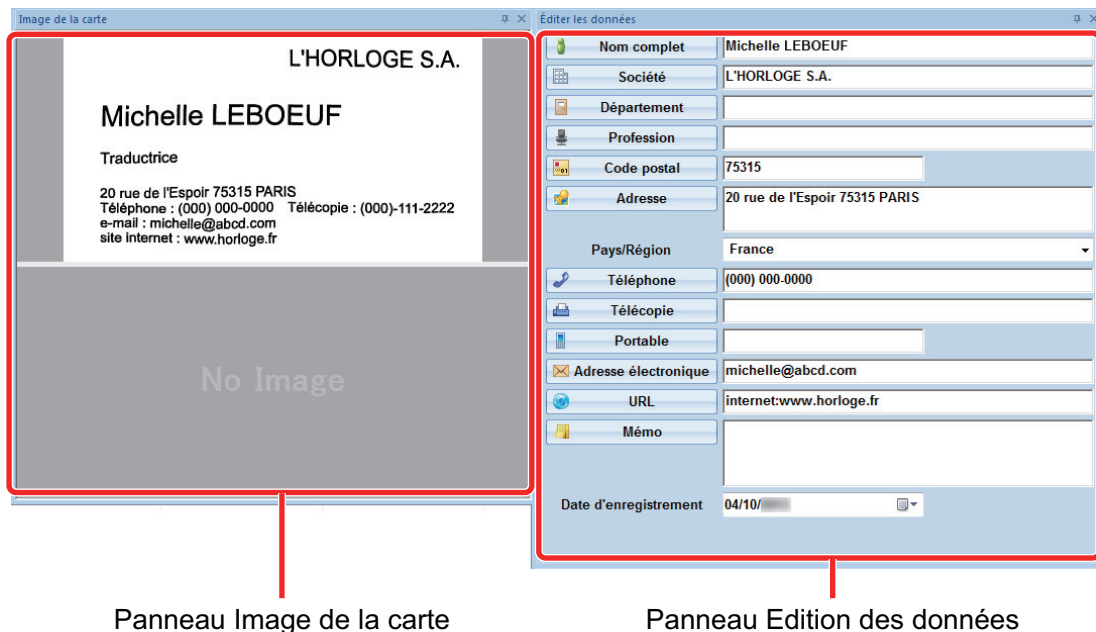 Image de la carte
L'HORLOGE S.A.
Michelle LEBOEUF
Traductrice
20 rue de l'Espoir 75315 PARIS
Téléphone : (000) 000-0000 Télécopie : (000)-111-2222
e-mail : michelle@abcd.com
site internet : www.horloge.fr
No Image
Éditer les données
Nom complet Michelle LEBOEUF
Société L'HORLOGE S.A.
Département
Profession
Code postal 75315
Adresse 20 rue de l'Espoir 75315 PARIS
Pays/Région France
Téléphone (000) 000-0000
Télécopie
Portable
Adresse électronique michelle@abcd.com
URL internet:www.horloge.fr
Mémo
Date d'enregistrement 04/10/
Panneau Image de la carte
Panneau Edition des données